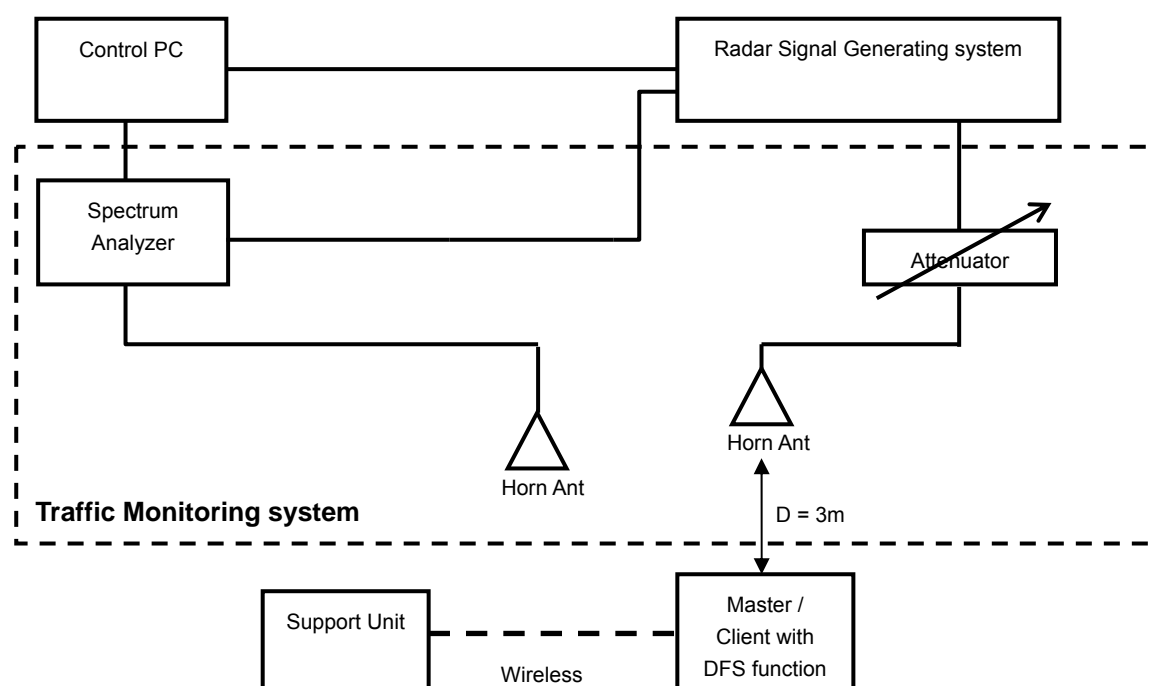 Control PC
Radar Signal Generating system
Spectrum
Analyzer
Attenuator
Horn Ant
Horn Ant
Traffic Monitoring system
D = 3m
Support Unit
Wireless
Master /
Client with
DFS function